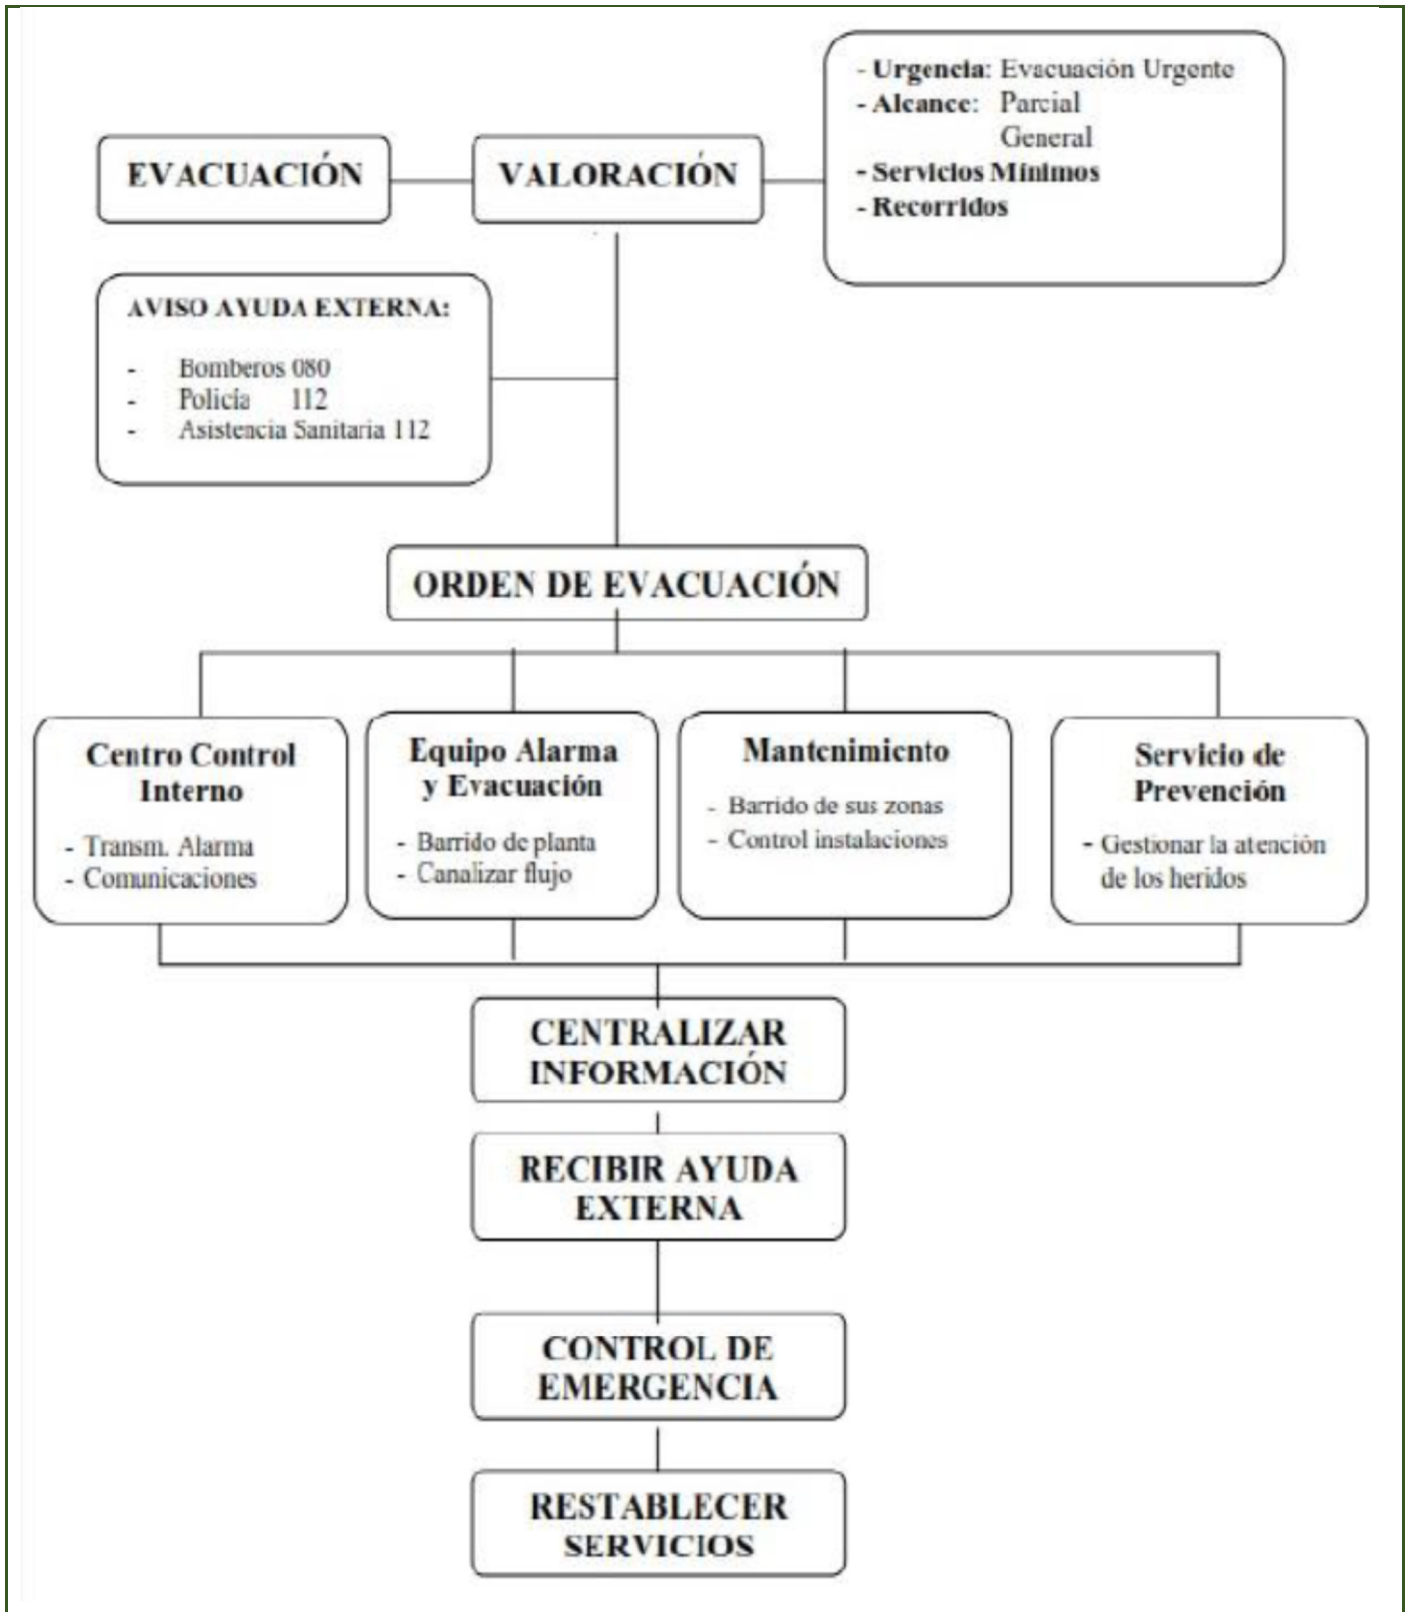 - Urgencia: Evacuación Urgente
- Alcance: Parcial
General
- Servicios Mínimos
- Recorridos
EVACUACIÓN
VALORACIÓN
AVISO AYUDA EXTERNA:
- Bomberos 080
- Policía 112
- Asistencia Sanitaria 112
ORDEN DE EVACUACIÓN
Centro Control
Interno
- Transm. Alarma
- Comunicaciones
Equipo Alarma
y Evacuación
- Barrido de planta
- Canalizar flujo
Mantenimiento
- Barrido de sus zonas
- Control instalaciones
Servicio de
Prevención
- Gestionar la atención
de los heridos
CENTRALIZAR
INFORMACIÓN
RECIBIR AYUDA
EXTERNA
CONTROL DE
EMERGENCIA
RESTABLECER
SERVICIOS